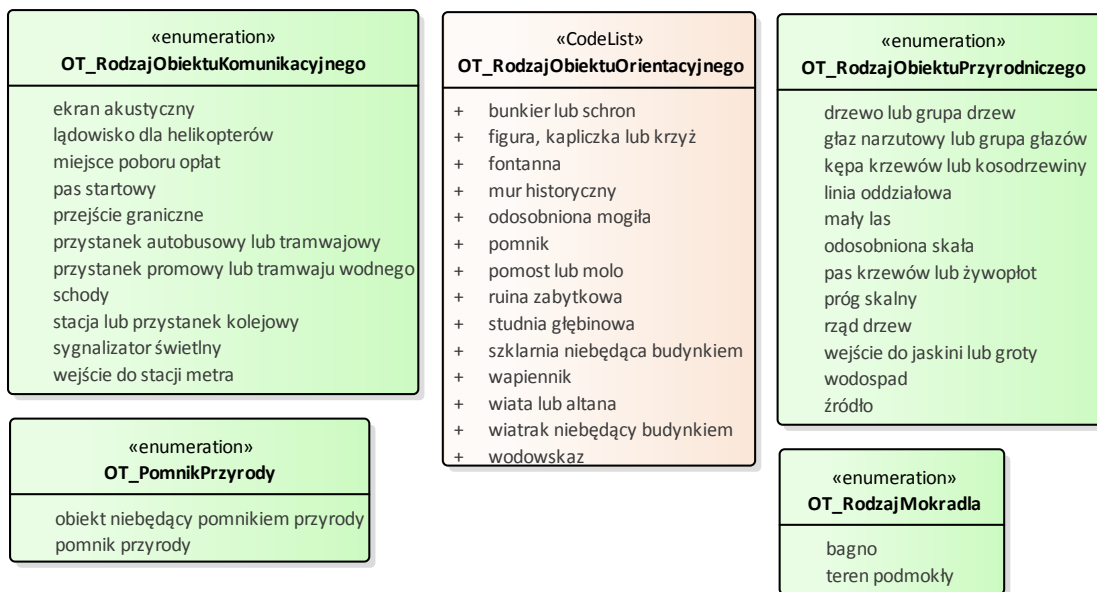 «enumeration»
OT_RodzajObiektuKomunikacyjnego
ekran akustyczny
lądowisko dla helikopterów
miejsce poboru opłat
pas startowy
przejście graniczne
przystanek autobusowy lub tramwajowy
przystanek promowy lub tramwaju wodnego
schody
stacja lub przystanek kolejowy
sygnalizator świetlny
wejście do stacji metra
«CodeList»
OT_RodzajObiektuOrientacyjnego
+ bunkier lub schron
+ figura, kapliczka lub krzyż
+ fontanna
+ mur historyczny
+ odosobniona mogiła
+ pomnik
+ pomost lub molo
+ ruina zabytkowa
+ studnia głębinowa
+ szklarnia niebędąca budynkiem
+ wapiennik
+ wiata lub altana
+ wiatrak niebędący budynkiem
+ wodowskaz
«enumeration»
OT_RodzajObiektuPrzyrodniczego
drzewo lub grupa drzew
głaz narzutowy lub grupa głazów
kępa krzewów lub kosodrzewiny
linia oddziałowa
mały las
odosobniona skała
pas krzewów lub żywopłot
próg skalny
rząd drzew
wejście do jaskini lub groty
wodospad
źródło
«enumeration»
OT_PomnikPrzyrody
obiekt niebędący pomnikiem przyrody
pomnik przyrody
«enumeration»
OT_RodzajMokradla
bagno
teren podmokły